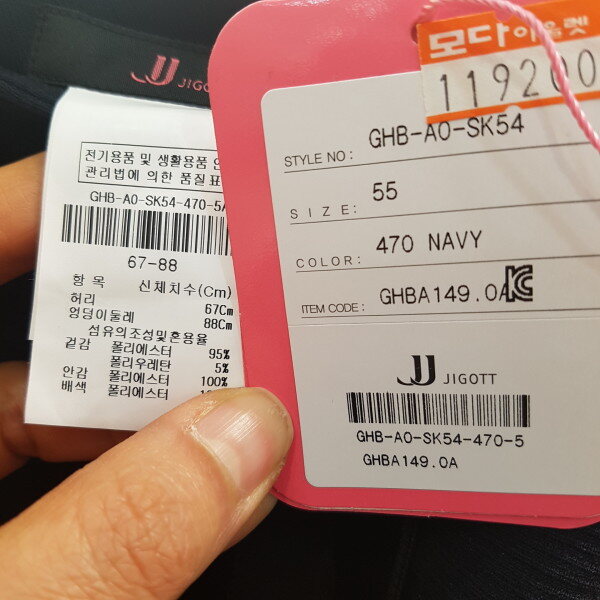 JJ JIGOTT
전기용품 및 생활용품
관리법에 의한 품질표
GHB-A0-SK54-470-5A
67-88
항 목 신체치수(Cm)
허리 67Cm
엉덩이둘레 88Cm
섬유의조성및혼용율
겉감 폴리에스터 95%
폴리우레탄 5%
안감 폴리에스터 100%
배색 폴리에스터
모다아울렛
119200
STYLE NO: GHB-A0-SK54
SIZE: 55
COLOR: 470 NAVY
ITEM CODE: GHBA149.0A
JJ JIGOTT
GHB-A0-SK54-470-5
GHBA149.0A